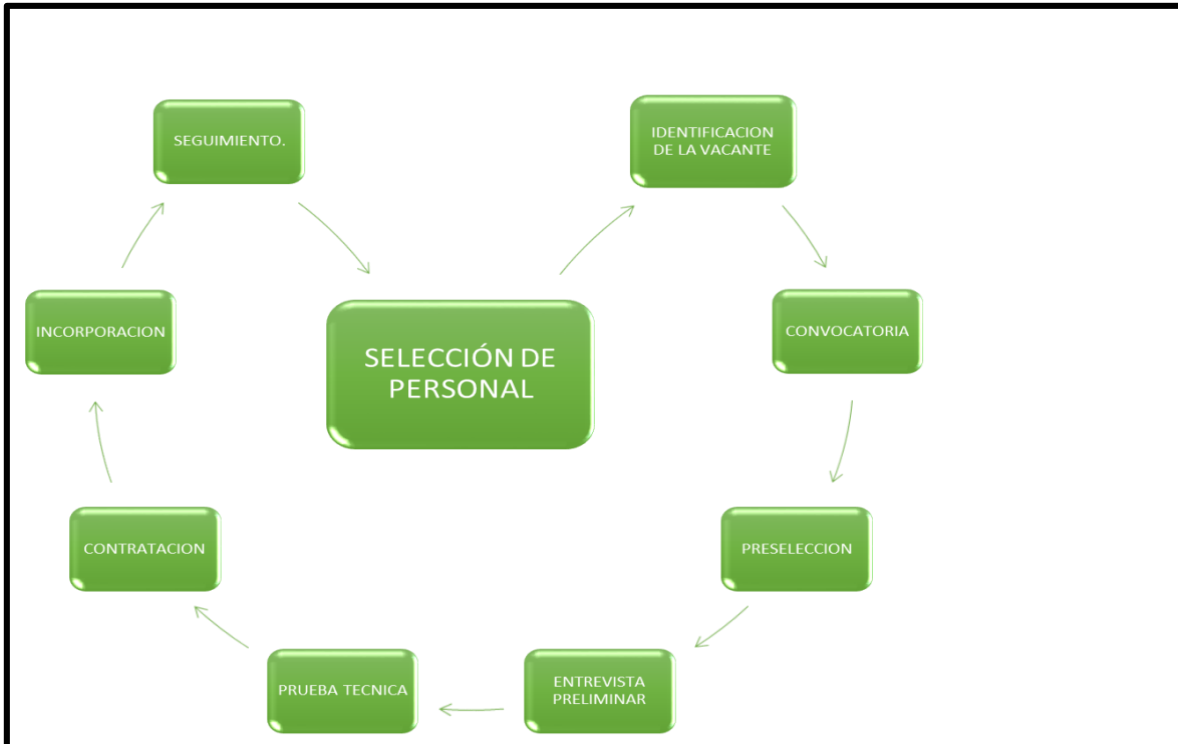 SELECCIÓN DE
PERSONAL
IDENTIFICACION
DE LA VACANTE
CONVOCATORIA
PRESELECCION
ENTREVISTA
PRELIMINAR
PRUEBA TECNICA
CONTRATACION
INCORPORACION
SEGUIMIENTO.